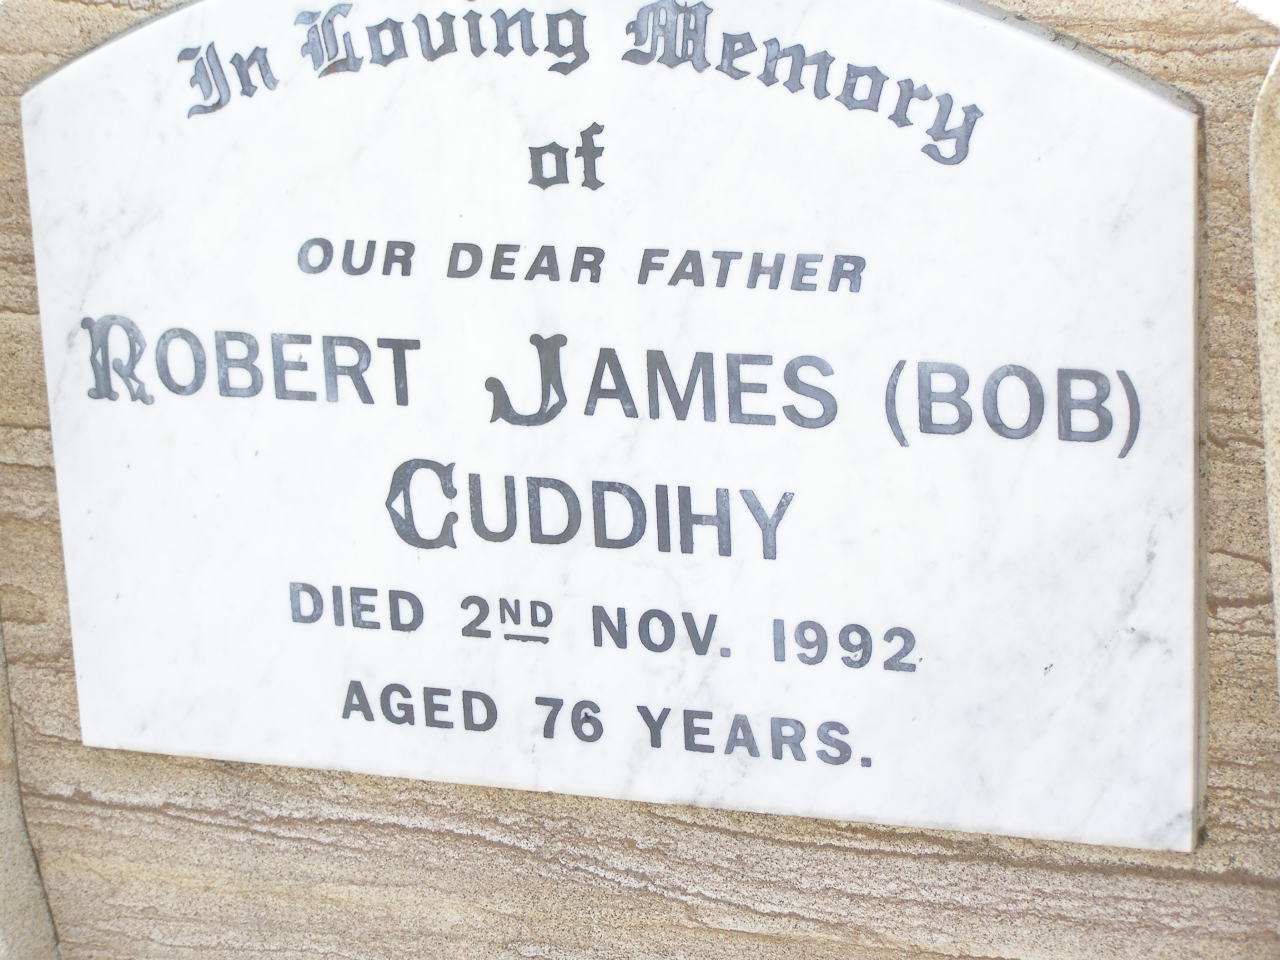 In Loving Memory
of
OUR DEAR FATHER
ROBERT JAMES (BOB)
CUDDIHY
DIED 2ND NOV. 1992
AGED 76 YEARS.